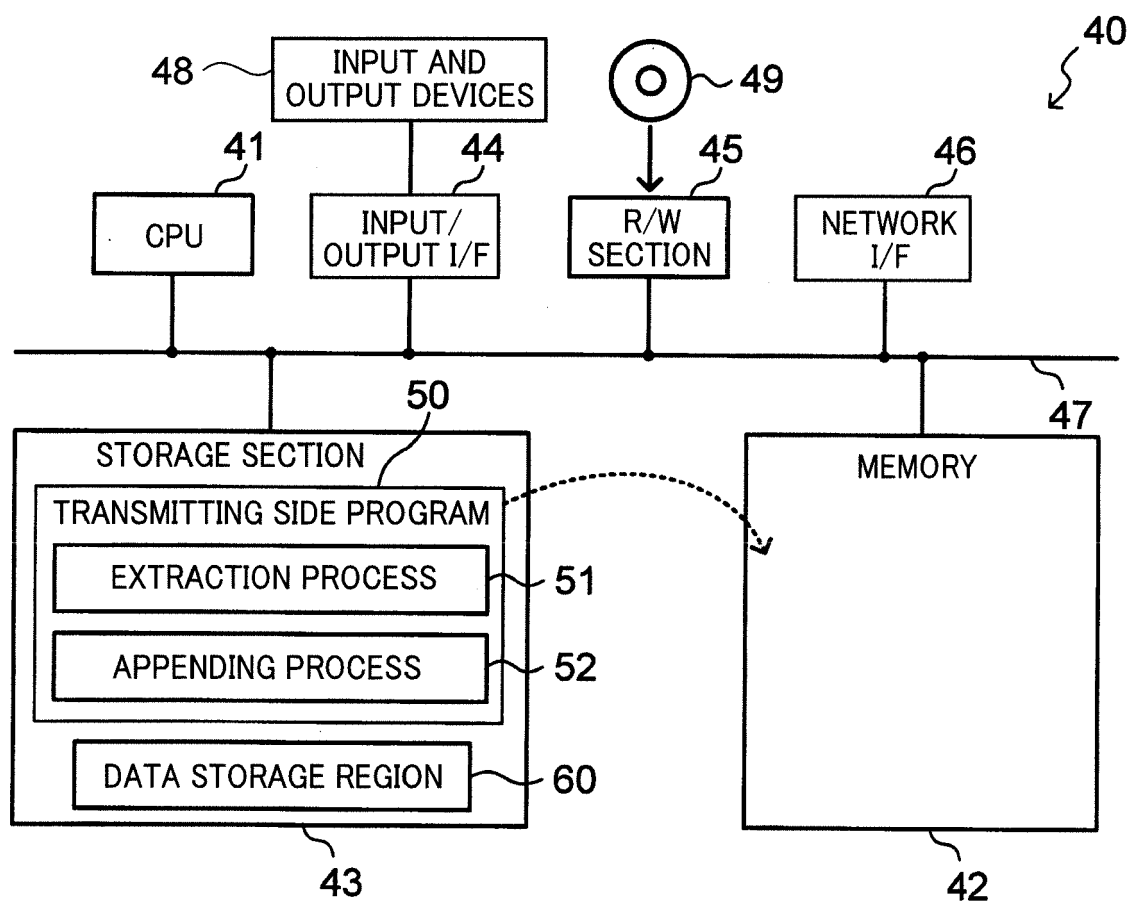 40
48
INPUT AND
OUTPUT DEVICES
49
41
44
45
46
CPU
INPUT/
OUTPUT I/F
R/W
SECTION
NETWORK
I/F
47
50
STORAGE SECTION
TRANSMITTING SIDE PROGRAM
EXTRACTION PROCESS
51
APPENDING PROCESS
52
DATA STORAGE REGION
60
43
MEMORY
42